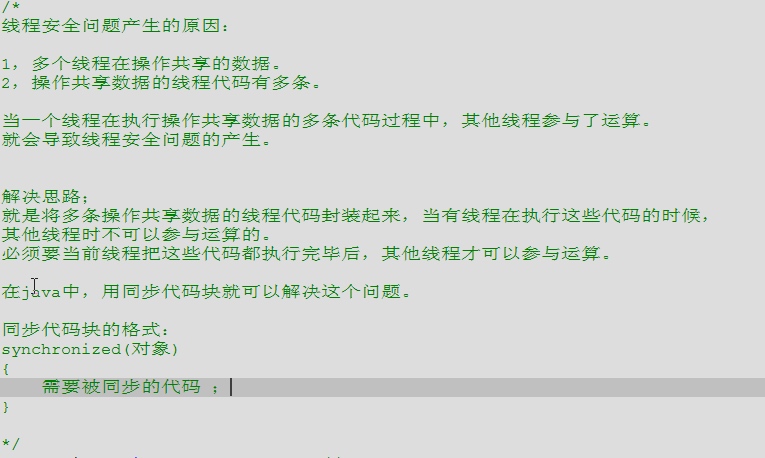 /*
线程安全问题产生的原因:
1, 多个线程在操作共享的数据。
2, 操作共享数据的线程代码有多条。
当一个线程在执行操作共享数据的多条代码过程中, 其他线程参与了运算。
就会导致线程安全问题的产生。
解决思路;
就是将多条操作共享数据的线程代码封装起来, 当有线程在执行这些代码的时候,
其他线程时不可以参与运算的。
必须要当前线程把这些代码都执行完毕后, 其他线程才可以参与运算。
在java中, 用同步代码块就可以解决这个问题。
同步代码块的格式:
synchronized(对象)
{
需要被同步的代码 ;
}
*/